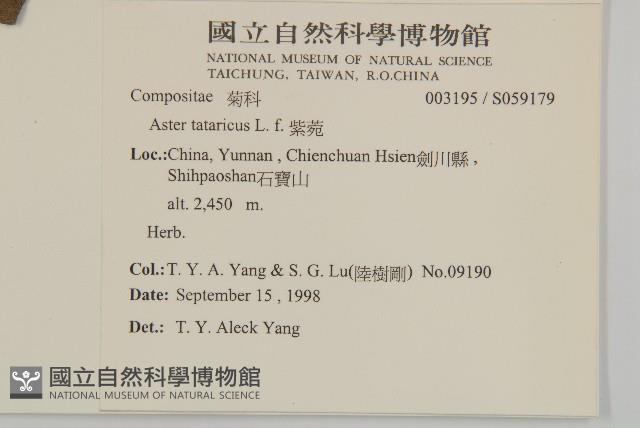 國立自然科學博物館
NATIONAL MUSEUM OF NATURAL SCIENCE
TAICHUNG, TAIWAN, R.O.CHINA
Compositae 菊科 003195 / S059179
Aster tataricus L. f. 紫菀
Loc.:China, Yunnan , Chienchuan Hsien劍川縣 ,
Shihpaoshan石寶山
alt. 2,450 m.
Herb.
Col.: T. Y. A. Yang & S. G. Lu(陸樹剛) No.09190
Date: September 15 , 1998
Det.: T. Y. Aleck Yang
國立自然科學博物館
NATIONAL MUSEUM OF NATURAL SCIENCE